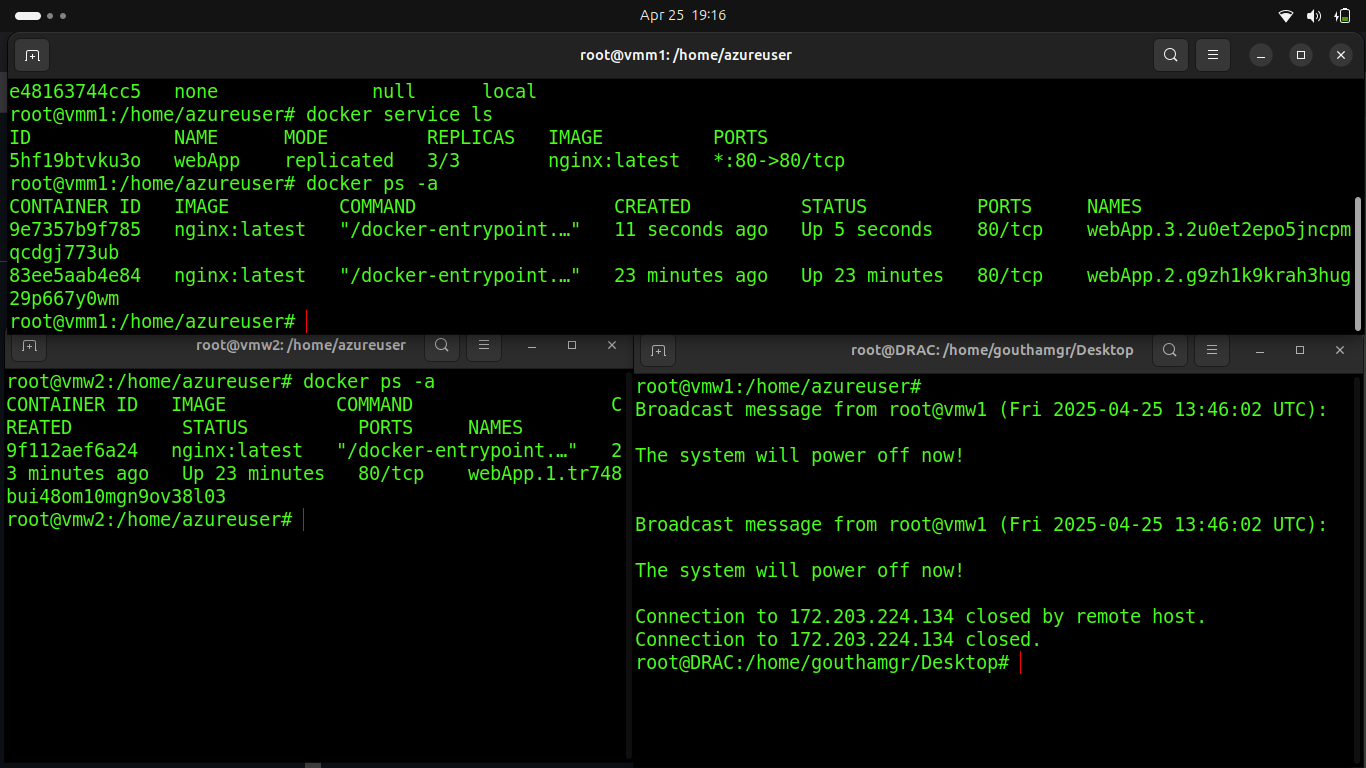 Apr 25 19:16
root@vmm1: /home/azureuser
e48163744cc5   none              null      local
root@vmm1:/home/azureuser# docker service ls
ID             NAME      MODE         REPLICAS   IMAGE          PORTS
5hf19btvku3o   webApp    replicated   3/3        nginx:latest   *:80->80/tcp
root@vmm1:/home/azureuser# docker ps -a
CONTAINER ID   IMAGE          COMMAND                  CREATED          STATUS          PORTS     NAMES
9e7357b9f785   nginx:latest   "/docker-entrypoint.…"   11 seconds ago   Up 5 seconds    80/tcp    webApp.3.2u0et2epo5jncpm
qcdgj773ub
83ee5aab4e84   nginx:latest   "/docker-entrypoint.…"   23 minutes ago   Up 23 minutes   80/tcp    webApp.2.g9zh1k9krah3hug
29p667y0wm
root@vmm1:/home/azureuser#
root@vmw2: /home/azureuser
root@vmw2:/home/azureuser# docker ps -a
CONTAINER ID   IMAGE          COMMAND                  C
REATED          STATUS          PORTS     NAMES
9f112aef6a24   nginx:latest   "/docker-entrypoint.…"   2
3 minutes ago   Up 23 minutes   80/tcp    webApp.1.tr748
bui48om10mgn9ov38l03
root@vmw2:/home/azureuser#
root@DRAC: /home/gouthamgr/Desktop
root@vmw1:/home/azureuser#
Broadcast message from root@vmw1 (Fri 2025-04-25 13:46:02 UTC):
The system will power off now!
Broadcast message from root@vmw1 (Fri 2025-04-25 13:46:02 UTC):
The system will power off now!
Connection to 172.203.224.134 closed by remote host.
Connection to 172.203.224.134 closed.
root@DRAC:/home/gouthamgr/Desktop#